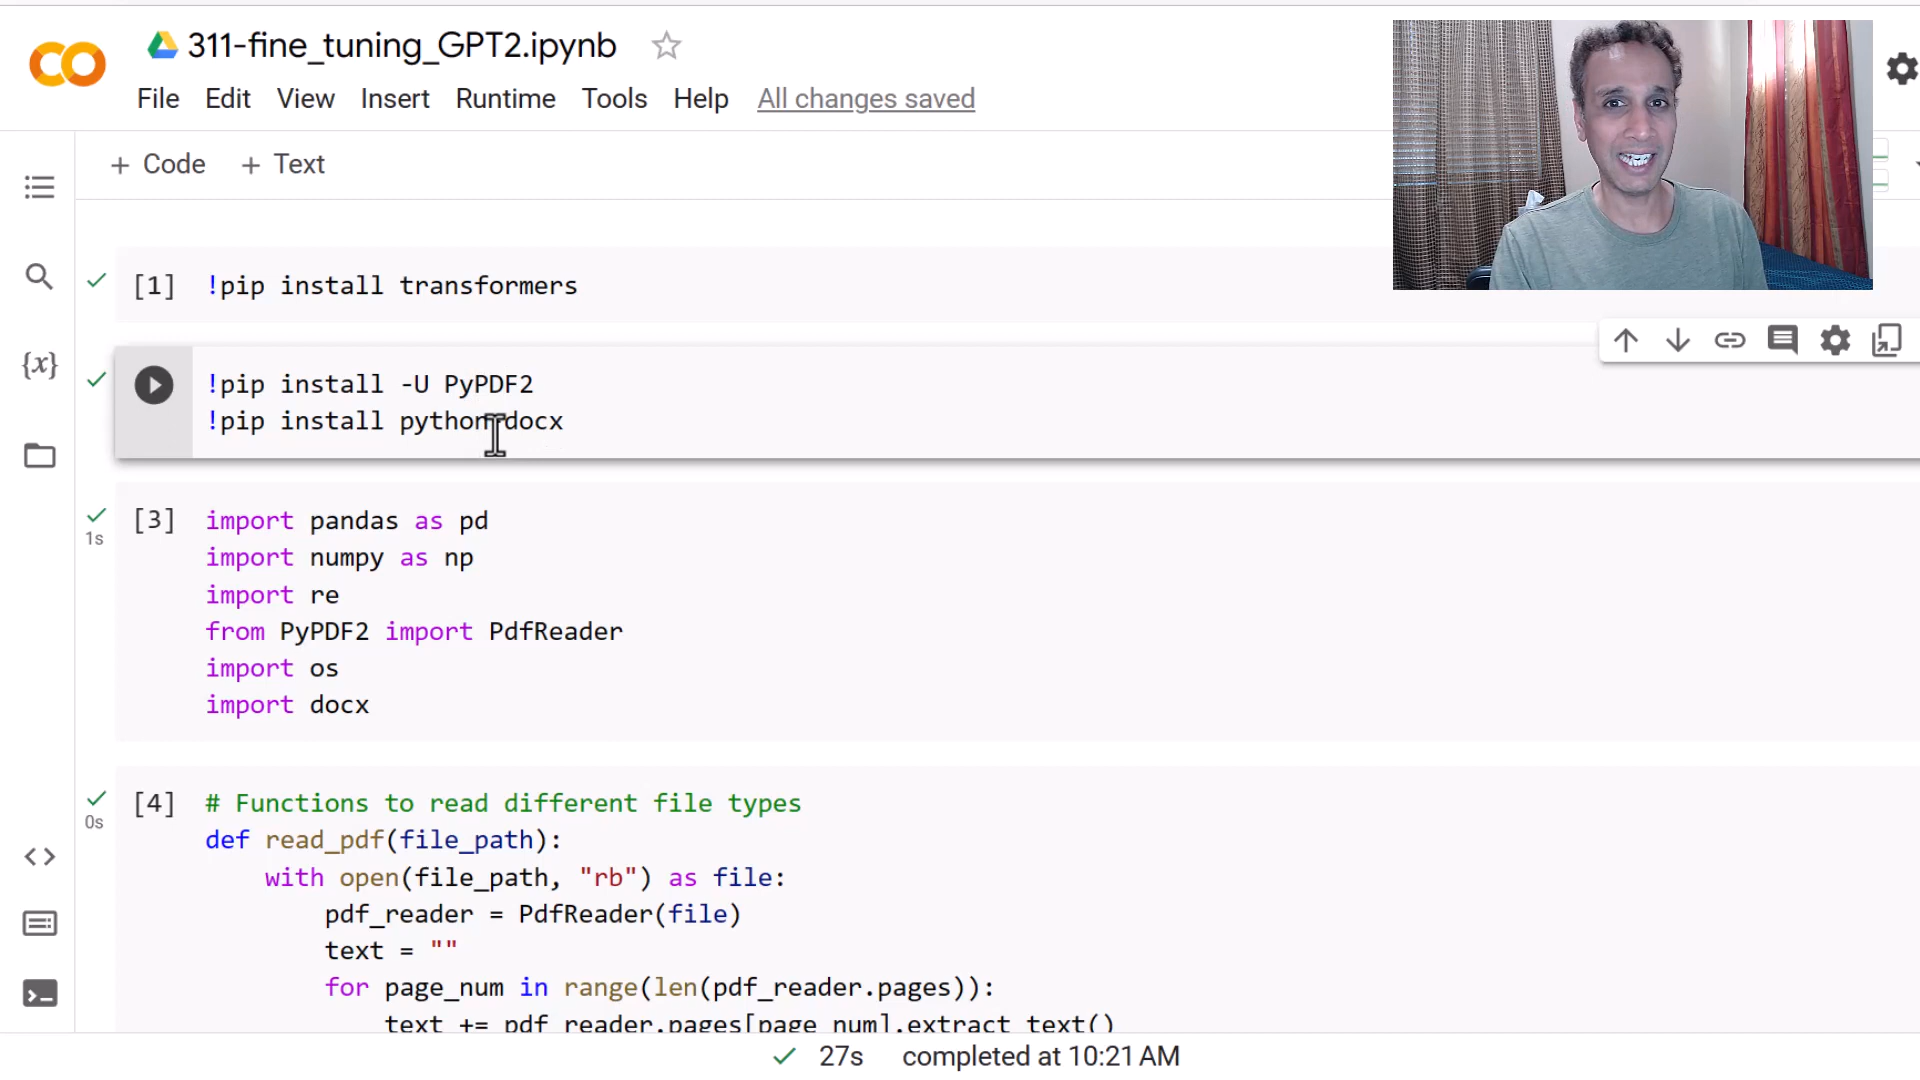 311-fine_tuning_GPT2.ipynb
File Edit View Insert Runtime Tools Help All changes saved
+ Code + Text
[1] !pip install transformers
!pip install -U PyPDF2
!pip install python-docx
[3] import pandas as pd
1s
import numpy as np
import re
from PyPDF2 import PdfReader
import os
import docx
[4] # Functions to read different file types
0s
def read_pdf(file_path):
with open(file_path, "rb") as file:
pdf_reader = PdfReader(file)
text = ""
for page_num in range(len(pdf_reader.pages)):
text += pdf_reader.pages[page_num].extract_text()
27s completed at 10:21 AM
{x}